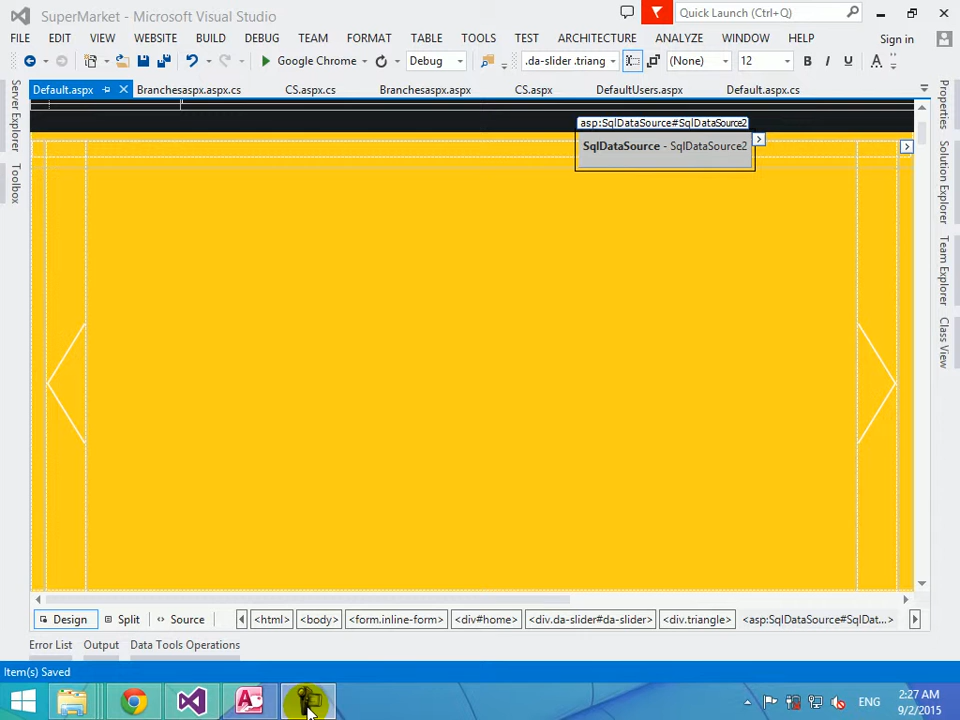 SuperMarket - Microsoft Visual Studio
Quick Launch (Ctrl+Q)
FILE EDIT VIEW WEBSITE BUILD DEBUG TEAM FORMAT TABLE TOOLS TEST ARCHITECTURE ANALYZE WINDOW HELP Sign in
Google Chrome Debug .da-slider .triang (None) 12 B I U A
Default.aspx Branchesaspx.aspx.cs CS.aspx.cs Branchesaspx.aspx CS.aspx DefaultUsers.aspx Default.aspx.cs
Server Explorer
Toolbox
asp:SqlDataSource#SqlDataSource2
SqlDataSource - SqlDataSource2
Properties
Solution Explorer
Team Explorer
Class View
Design Split Source <html> <body> <form.inline-form> <div#home> <div.da-slider#da-slider> <div.triangle> <asp:SqlDataSource#SqlDat...>
Error List Output Data Tools Operations
Item(s) Saved
ENG
2:27 AM
9/2/2015